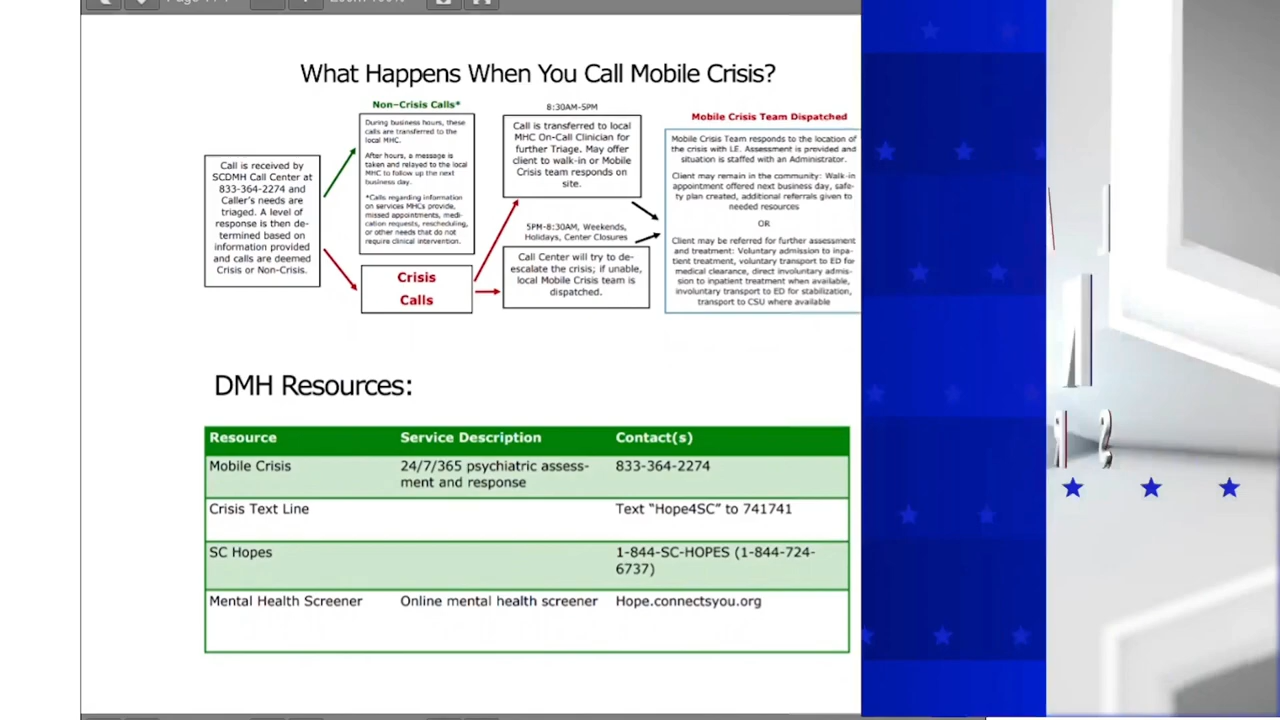 What Happens When You Call Mobile Crisis?
Call is received by
SCDMH Call Center at
833-364-2274 and
Caller's needs are
triaged. A level of
response is then de-
termined based on
information provided
and calls are deemed
Crisis or Non-Crisis.
Non-Crisis Calls*
During business hours, these
calls are transferred to the
local MHC.
After hours, a message is
taken and relayed to the local
MHC to follow up the next
business day.
*Calls regarding information
on services MHCs provide,
missed appointments, medi-
cation requests, rescheduling,
or other needs that do not
require clinical intervention.
Crisis
Calls
8:30AM-5PM
Call is transferred to local
MHC On-Call Clinician for
further Triage. May offer
client to walk-in or Mobile
Crisis team responds on
site.
5PM-8:30AM, Weekends,
Holidays, Center Closures
Call Center will try to de-
escalate the crisis; if unable,
local Mobile Crisis team is
dispatched.
Mobile Crisis Team Dispatched
Mobile Crisis Team responds to the location of
the crisis with LE. Assessment is provided and
situation is staffed with an Administrator.
Client may remain in the community: Walk-in
appointment offered next business day, safe-
ty plan created, additional referrals given to
needed resources
OR
Client may be referred for further assessment
and treatment: Voluntary admission to inpa-
tient treatment, voluntary transport to ED for
medical clearance, direct involuntary admis-
sion to inpatient treatment when available,
involuntary transport to ED for stabilization,
transport to CSU where available
DMH Resources:
Resource Service Description Contact(s)
Mobile Crisis 24/7/365 psychiatric assess-
ment and response 833-364-2274
Crisis Text Line Text “Hope4SC” to 741741
SC Hopes 1-844-SC-HOPES (1-844-724-
6737)
Mental Health Screener Online mental health screener Hope.connectsyou.org